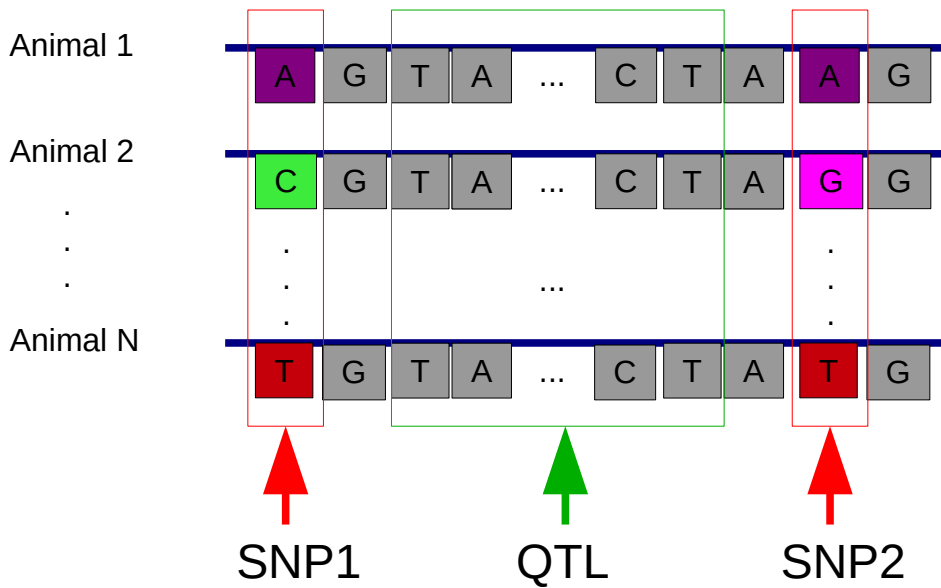 Animal 1 A G T A ... C T A A G
Animal 2 C G T A ... C T A G G
. . .
. ...
. . .
Animal N T G T A ... C T A T G
SNP1 QTL SNP2